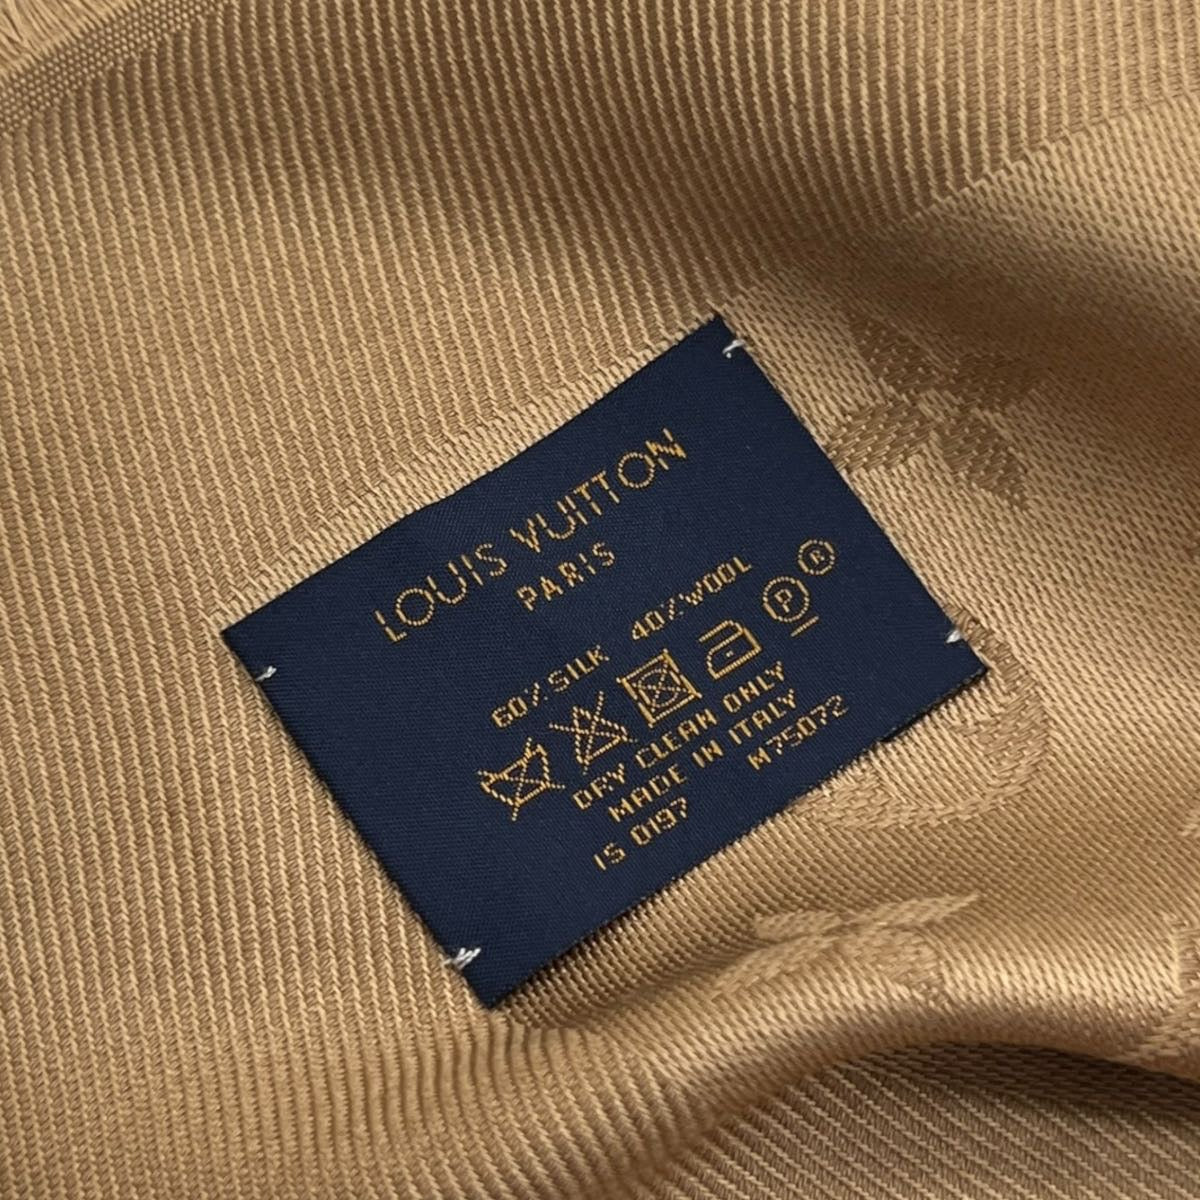 LOUIS VUITTON
PARIS
60% SILK 40% WOOL
P ®
DRY CLEAN ONLY
MADE IN ITALY
IS 0197 M75072